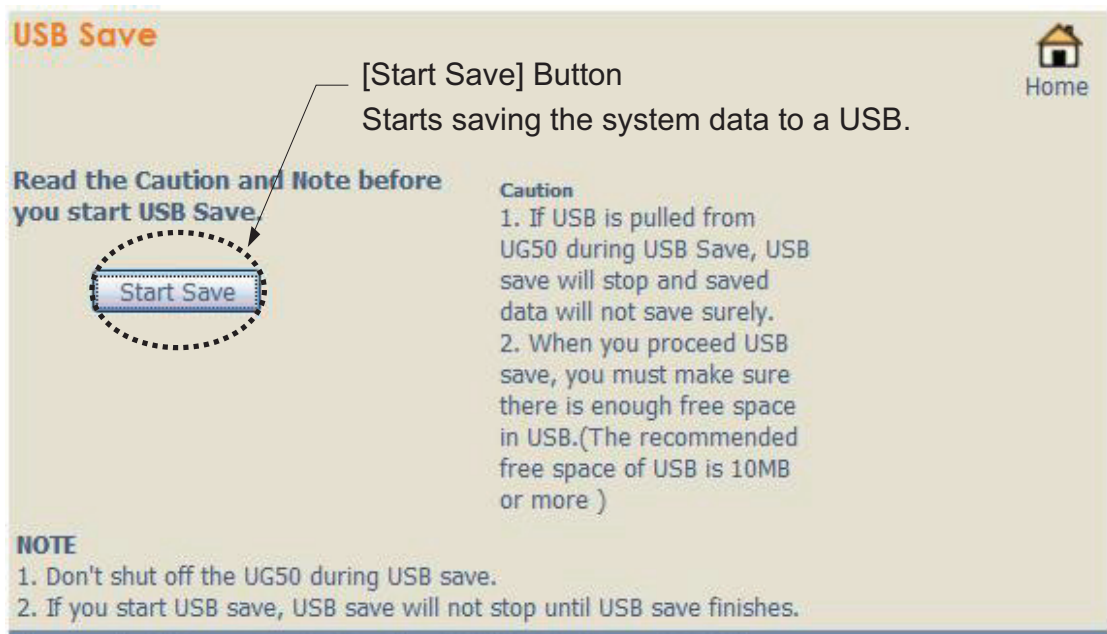 USB Save
Home
[Start Save] Button
Starts saving the system data to a USB.
Read the Caution and Note before
you start USB Save.
Start Save
Caution
1. If USB is pulled from
UG50 during USB Save, USB
save will stop and saved
data will not save surely.
2. When you proceed USB
save, you must make sure
there is enough free space
in USB.(The recommended
free space of USB is 10MB
or more )
NOTE
1. Don't shut off the UG50 during USB save.
2. If you start USB save, USB save will not stop until USB save finishes.